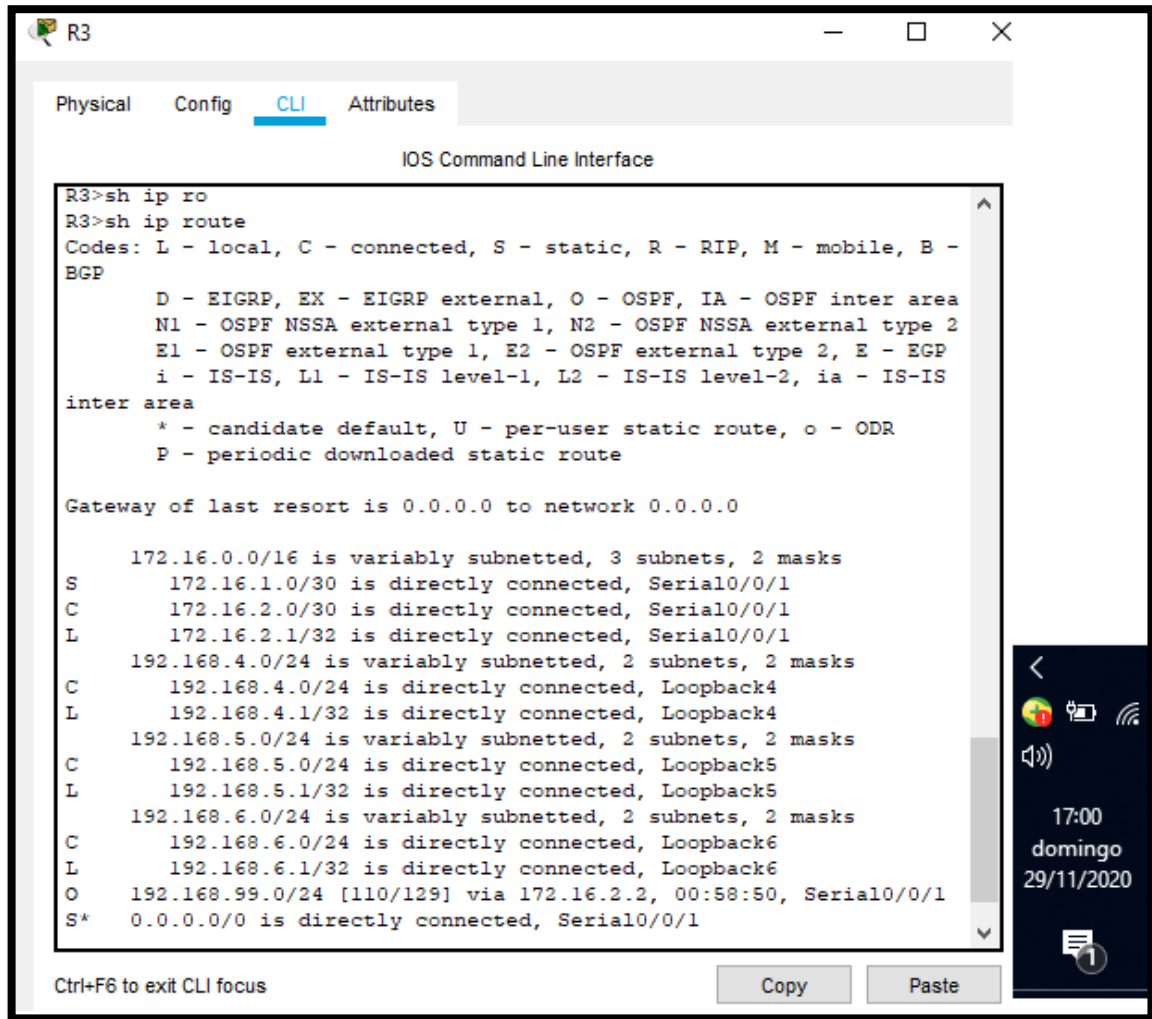 R3
Physical Config CLI Attributes
IOS Command Line Interface
R3>sh ip ro
R3>sh ip route
Codes: L - local, C - connected, S - static, R - RIP, M - mobile, B -
BGP
D - EIGRP, EX - EIGRP external, O - OSPF, IA - OSPF inter area
N1 - OSPF NSSA external type 1, N2 - OSPF NSSA external type 2
E1 - OSPF external type 1, E2 - OSPF external type 2, E - EGP
i - IS-IS, L1 - IS-IS level-1, L2 - IS-IS level-2, ia - IS-IS
inter area
* - candidate default, U - per-user static route, o - ODR
P - periodic downloaded static route
Gateway of last resort is 0.0.0.0 to network 0.0.0.0
172.16.0.0/16 is variably subnetted, 3 subnets, 2 masks
S 172.16.1.0/30 is directly connected, Serial0/0/1
C 172.16.2.0/30 is directly connected, Serial0/0/1
L 172.16.2.1/32 is directly connected, Serial0/0/1
192.168.4.0/24 is variably subnetted, 2 subnets, 2 masks
C 192.168.4.0/24 is directly connected, Loopback4
L 192.168.4.1/32 is directly connected, Loopback4
192.168.5.0/24 is variably subnetted, 2 subnets, 2 masks
C 192.168.5.0/24 is directly connected, Loopback5
L 192.168.5.1/32 is directly connected, Loopback5
192.168.6.0/24 is variably subnetted, 2 subnets, 2 masks
C 192.168.6.0/24 is directly connected, Loopback6
L 192.168.6.1/32 is directly connected, Loopback6
O 192.168.99.0/24 [110/129] via 172.16.2.2, 00:58:50, Serial0/0/1
S* 0.0.0.0/0 is directly connected, Serial0/0/1
Ctrl+F6 to exit CLI focus
Copy Paste
17:00
domingo
29/11/2020
1